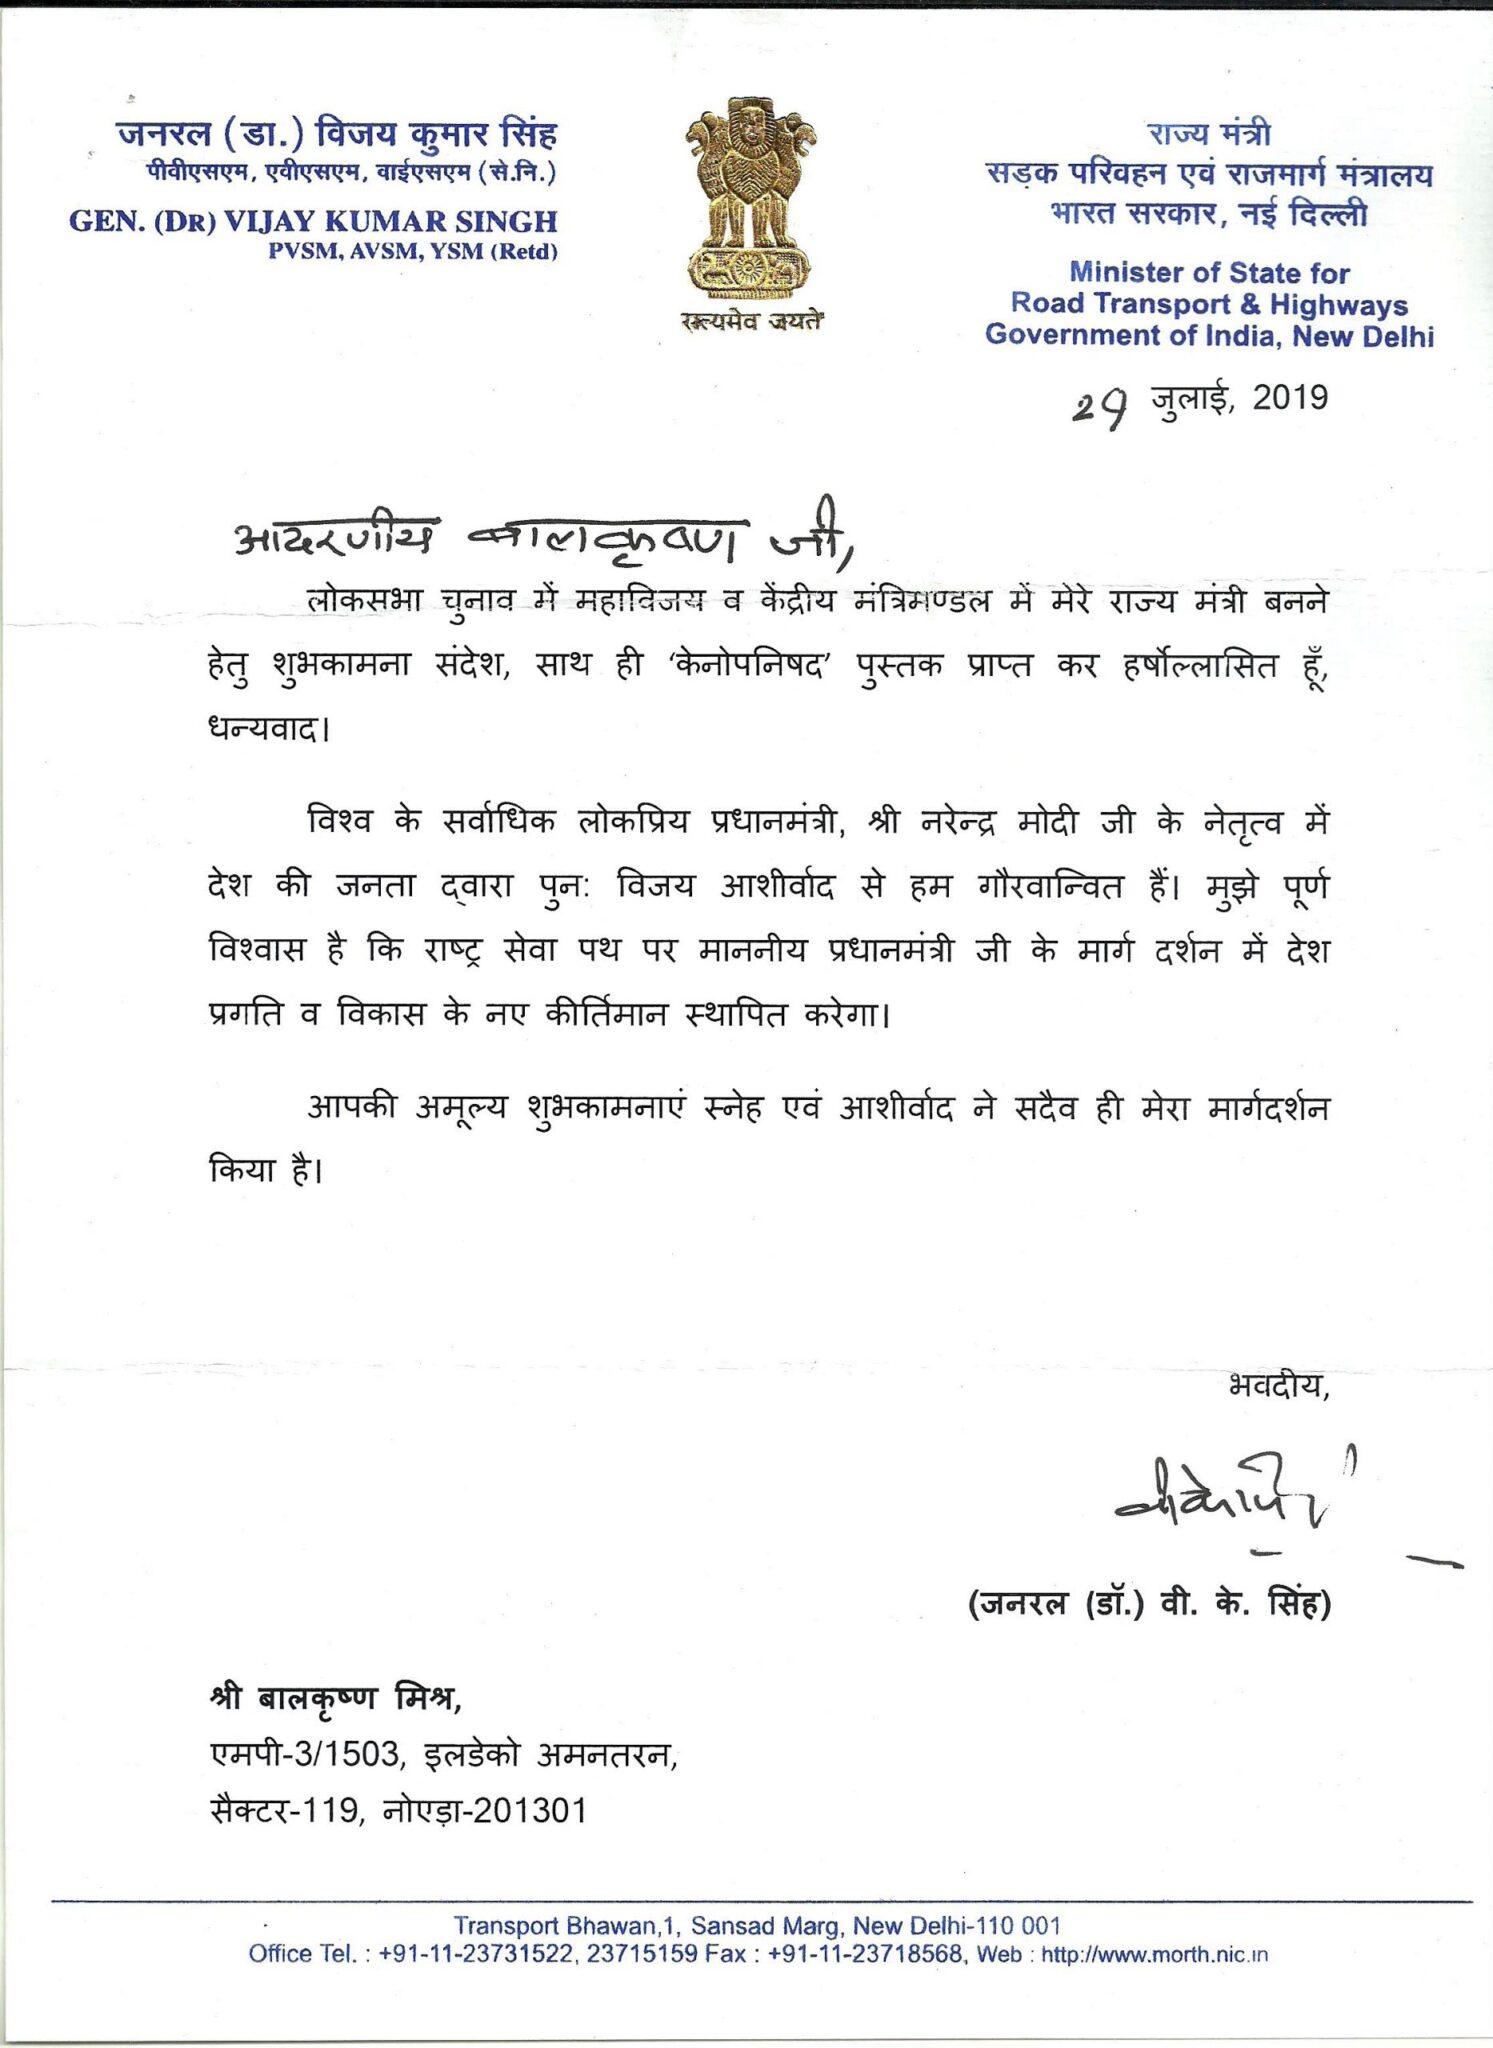 जनरल (डा.) विजय कुमार सिंह
पीवीएसएम, एवीएसएम, वाईएसएम (से.नि.)
GEN. (DR) VIJAY KUMAR SINGH
PVSM, AVSM, YSM (Retd)
सत्यमेव जयते
राज्य मंत्री
सड़क परिवहन एवं राजमार्ग मंत्रालय
भारत सरकार, नई दिल्ली
Minister of State for
Road Transport & Highways
Government of India, New Delhi
29 जुलाई, 2019
आदरणीय बालकृष्ण जी,
लोकसभा चुनाव में महाविजय व केंद्रीय मंत्रिमण्डल में मेरे राज्य मंत्री बनने
हेतु शुभकामना संदेश, साथ ही ‘केनोपनिषद’ पुस्तक प्राप्त कर हर्षोल्लासित हूँ,
धन्यवाद।
विश्व के सर्वाधिक लोकप्रिय प्रधानमंत्री, श्री नरेन्द्र मोदी जी के नेतृत्व में
देश की जनता द्वारा पुन: विजय आशीर्वाद से हम गौरवान्वित हैं। मुझे पूर्ण
विश्वास है कि राष्ट्र सेवा पथ पर माननीय प्रधानमंत्री जी के मार्ग दर्शन में देश
प्रगति व विकास के नए कीर्तिमान स्थापित करेगा।
आपकी अमूल्य शुभकामनाएं स्नेह एवं आशीर्वाद ने सदैव ही मेरा मार्गदर्शन
किया है।
भवदीय,
(जनरल (डॉ.) वी. के. सिंह)
श्री बालकृष्ण मिश्र,
एमपी-3/1503, इलडेको अमनतरन,
सैक्टर-119, नोएड़ा-201301
Transport Bhawan,1, Sansad Marg, New Delhi-110 001
Office Tel. : +91-11-23731522, 23715159 Fax : +91-11-23718568, Web : http://www.morth.nic.in